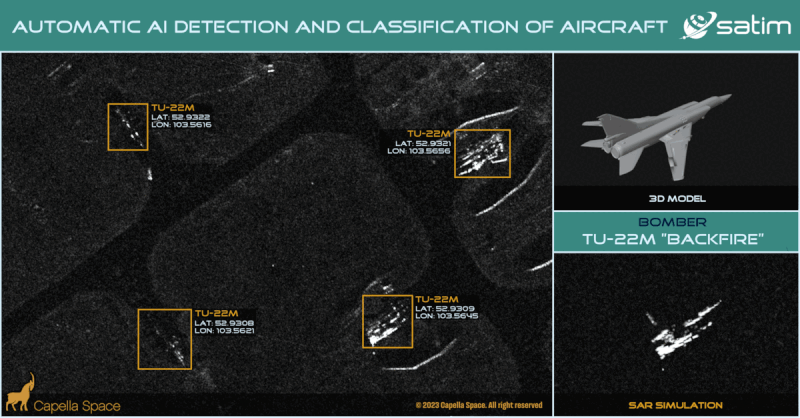 AUTOMATIC AI DETECTION AND CLASSIFICATION OF AIRCRAFT
satim
TU-22M
LAT: 52.9322
LON: 103.5616
TU-22M
LAT: 52.9321
LON: 103.5656
TU-22M
LAT: 52.9308
LON: 103.5621
TU-22M
LAT: 52.9309
LON: 103.5645
Capella Space
© 2023 Capella Space. All right reserved
3D MODEL
BOMBER
TU-22M "BACKFIRE"
SAR SIMULATION